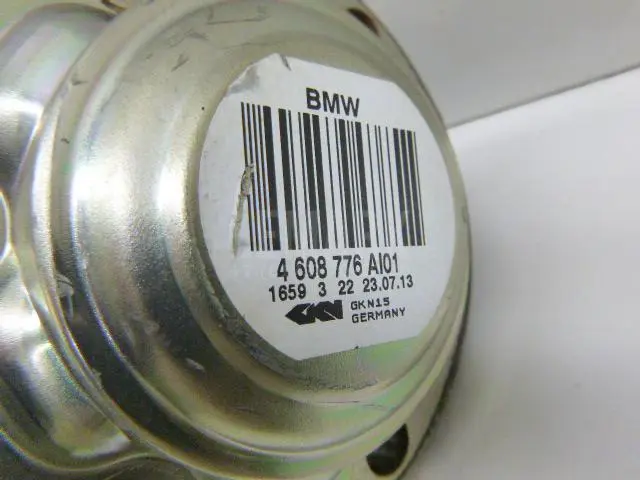 BMW
4 608 776 AI01
1659 3 22 23.07.13
GKN GKN15
GERMANY